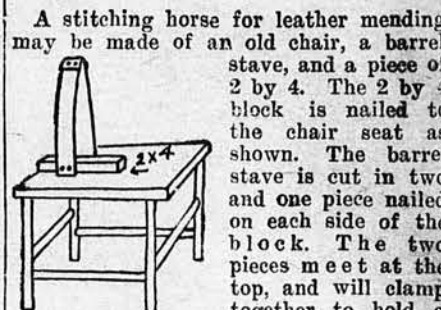 A stitching horse for leather mending
may be made of an old chair, a barrel
stave, and a piece of
2 by 4. The 2 by 4
block is nailed to
the chair seat as
shown. The barrel
stave is cut in two
and one piece nailed
on each side of the
block. The two
pieces meet at the
top, and will clamp
together to hold a
2 x 4